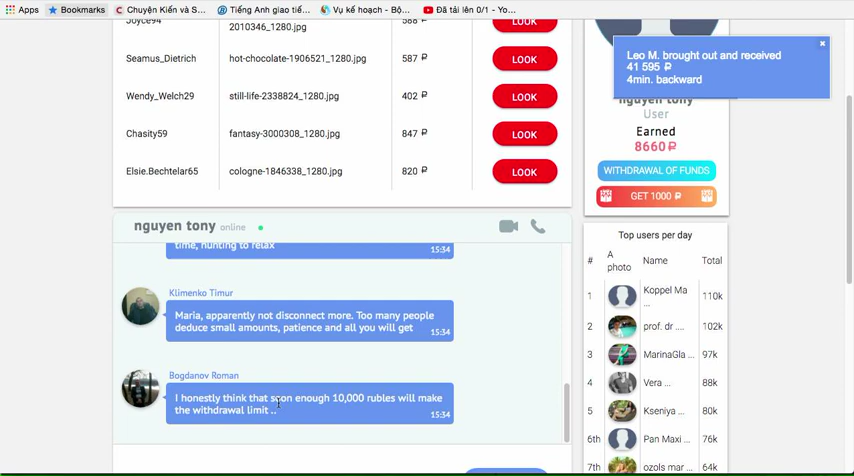 Apps Bookmarks Chuyện Kiến và S... Tiếng Anh giao tiế... Vụ kế hoạch - Bộ... Đã tải lên 0/1 - Yo...
Joyce94 2010346_1280.jpg 588 ₽ LOOK
Seamus_Dietrich hot-chocolate-1906521_1280.jpg 587 ₽ LOOK
Wendy_Welch29 still-life-2338824_1280.jpg 402 ₽ LOOK
Chasity59 fantasy-3000308_1280.jpg 847 ₽ LOOK
Elsie.Bechtelar65 cologne-1846338_1280.jpg 820 ₽ LOOK
Leo M. brought out and received
41 595 ₽
4min. backward
nguyen tony
User
Earned
8660 ₽
WITHDRAWAL OF FUNDS
GET 1000 ₽
nguyen tony online
time, hunting to relax
15:34
Klimenko Timur
Maria, apparently not disconnect more. Too many people
deduce small amounts, patience and all you will get
15:34
Bogdanov Roman
I honestly think that soon enough 10,000 rubles will make
the withdrawal limit ..
15:34
Top users per day
# A photo Name Total
1 Koppel Ma ... 110k
2 prof. dr .... 102k
3 MarinaGla ... 97k
4 Vera ... 88k
5 Kseniya ... 80k
6th Pan Maxi ... 76k
7th ozols mar ... 64k